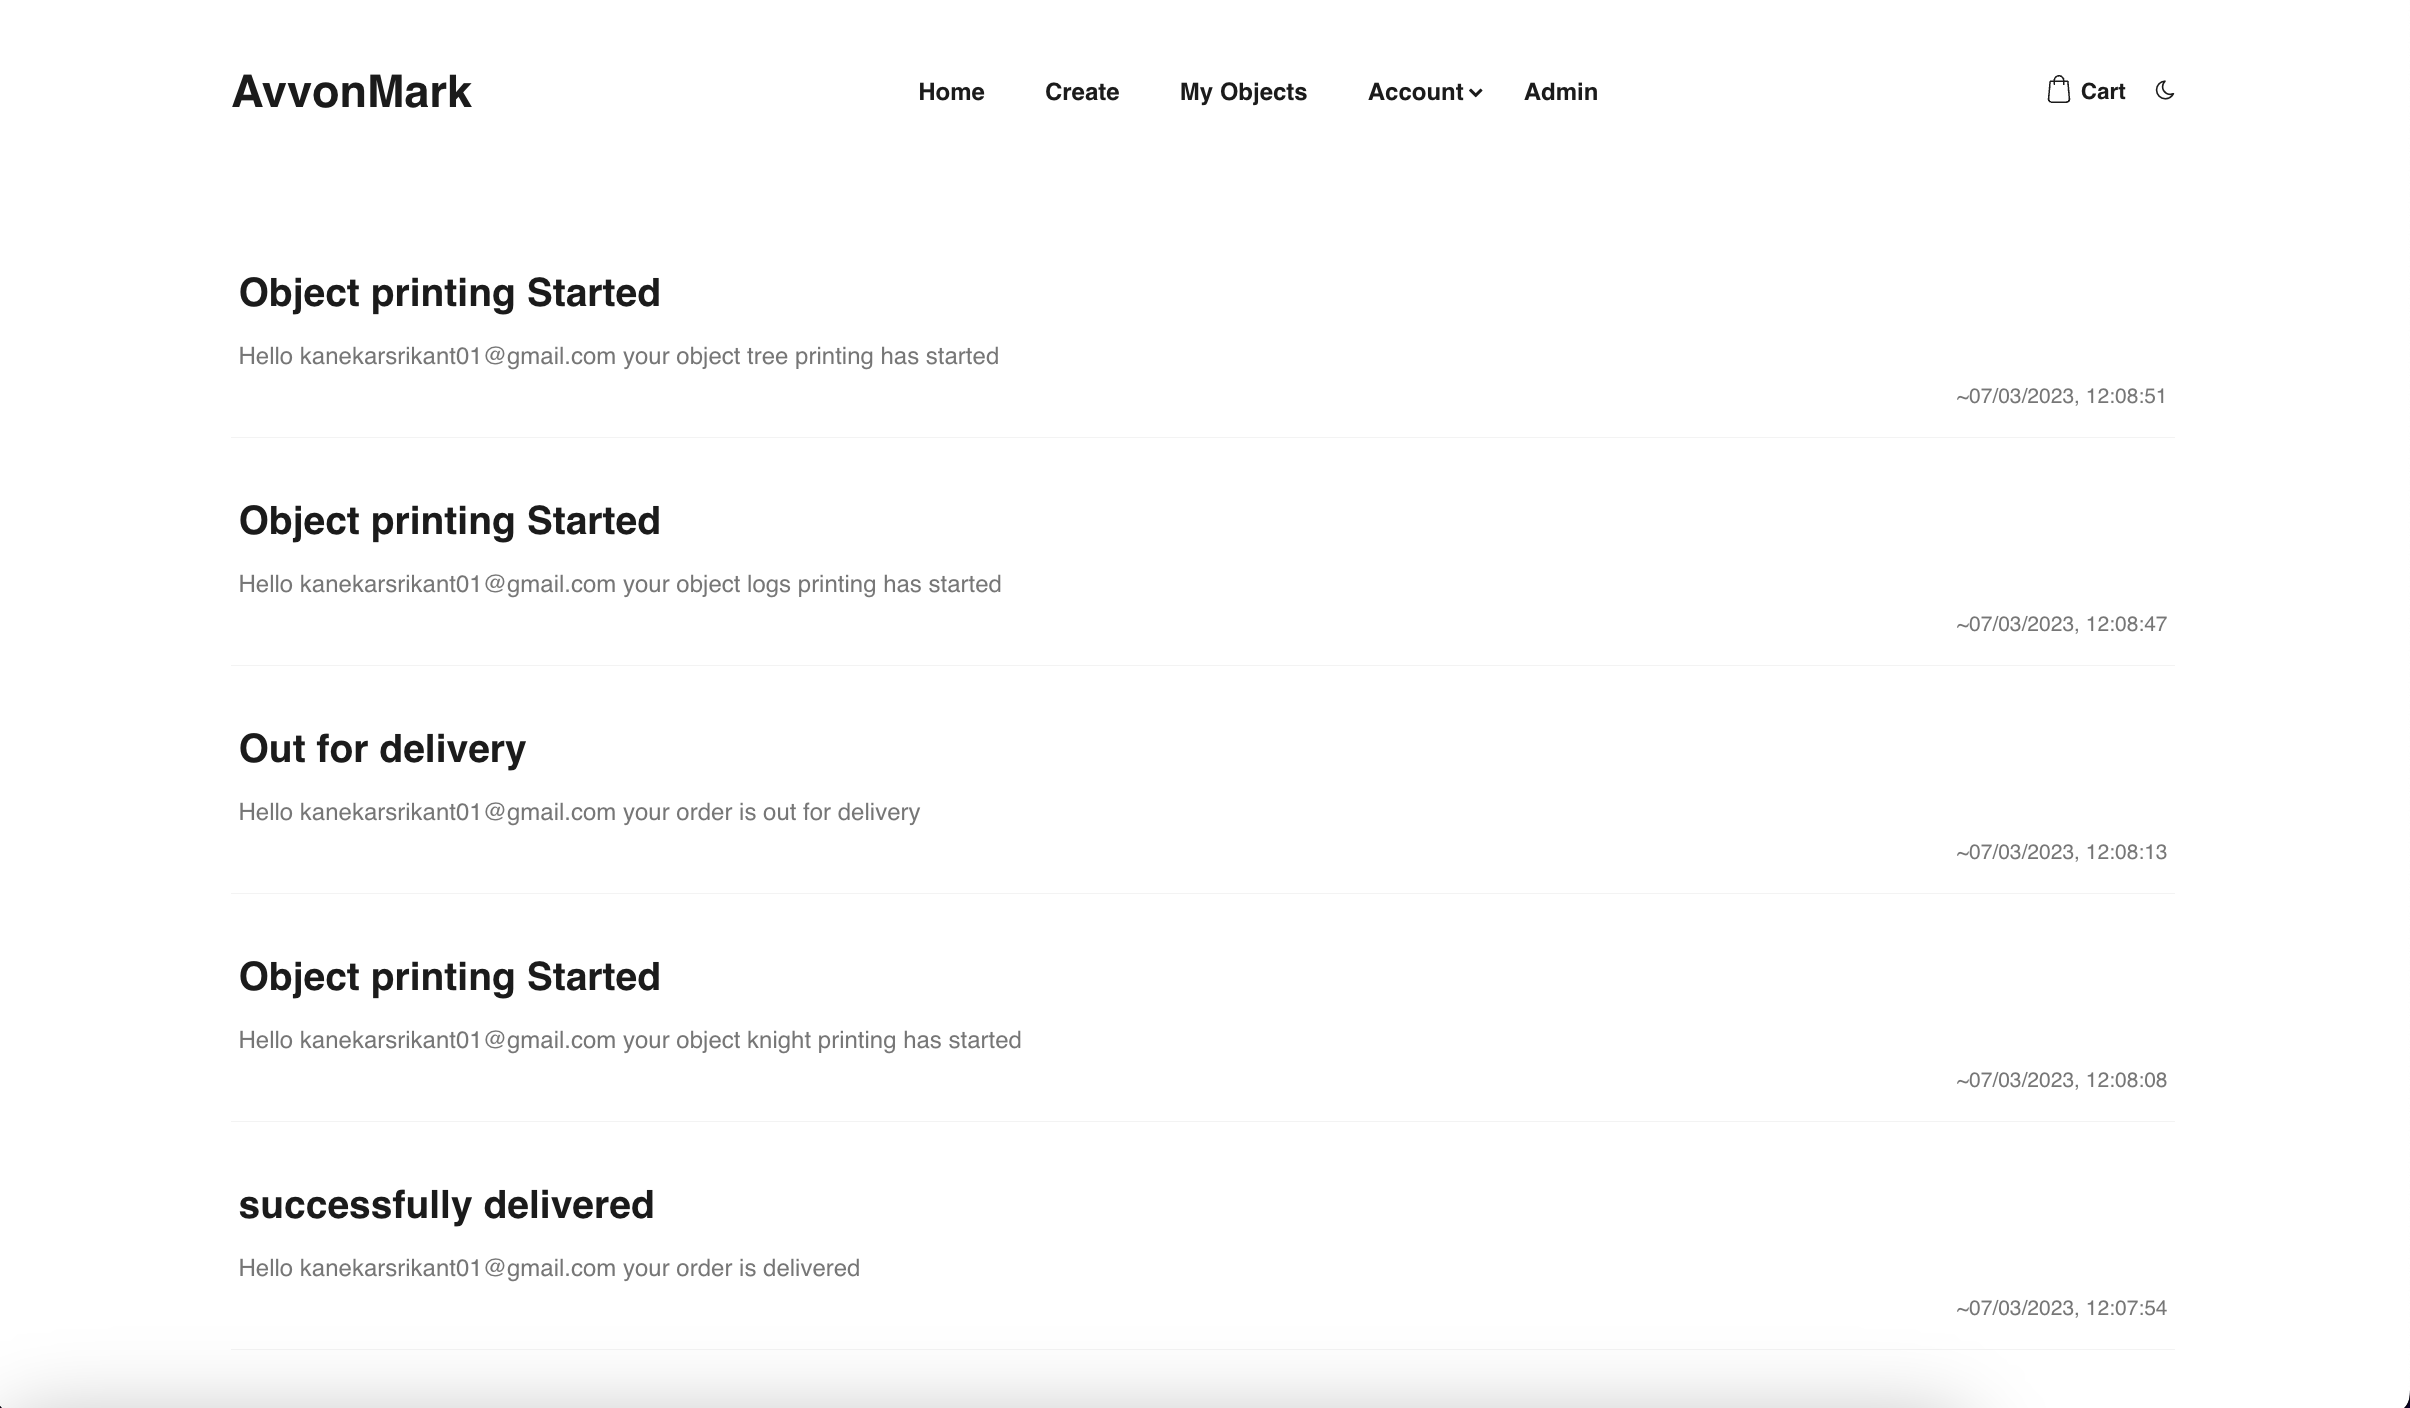 AvvonMark
Home Create My Objects Account Admin
Cart
Object printing Started
Hello kanekarsrikant01@gmail.com your object tree printing has started
~07/03/2023, 12:08:51
Object printing Started
Hello kanekarsrikant01@gmail.com your object logs printing has started
~07/03/2023, 12:08:47
Out for delivery
Hello kanekarsrikant01@gmail.com your order is out for delivery
~07/03/2023, 12:08:13
Object printing Started
Hello kanekarsrikant01@gmail.com your object knight printing has started
~07/03/2023, 12:08:08
successfully delivered
Hello kanekarsrikant01@gmail.com your order is delivered
~07/03/2023, 12:07:54